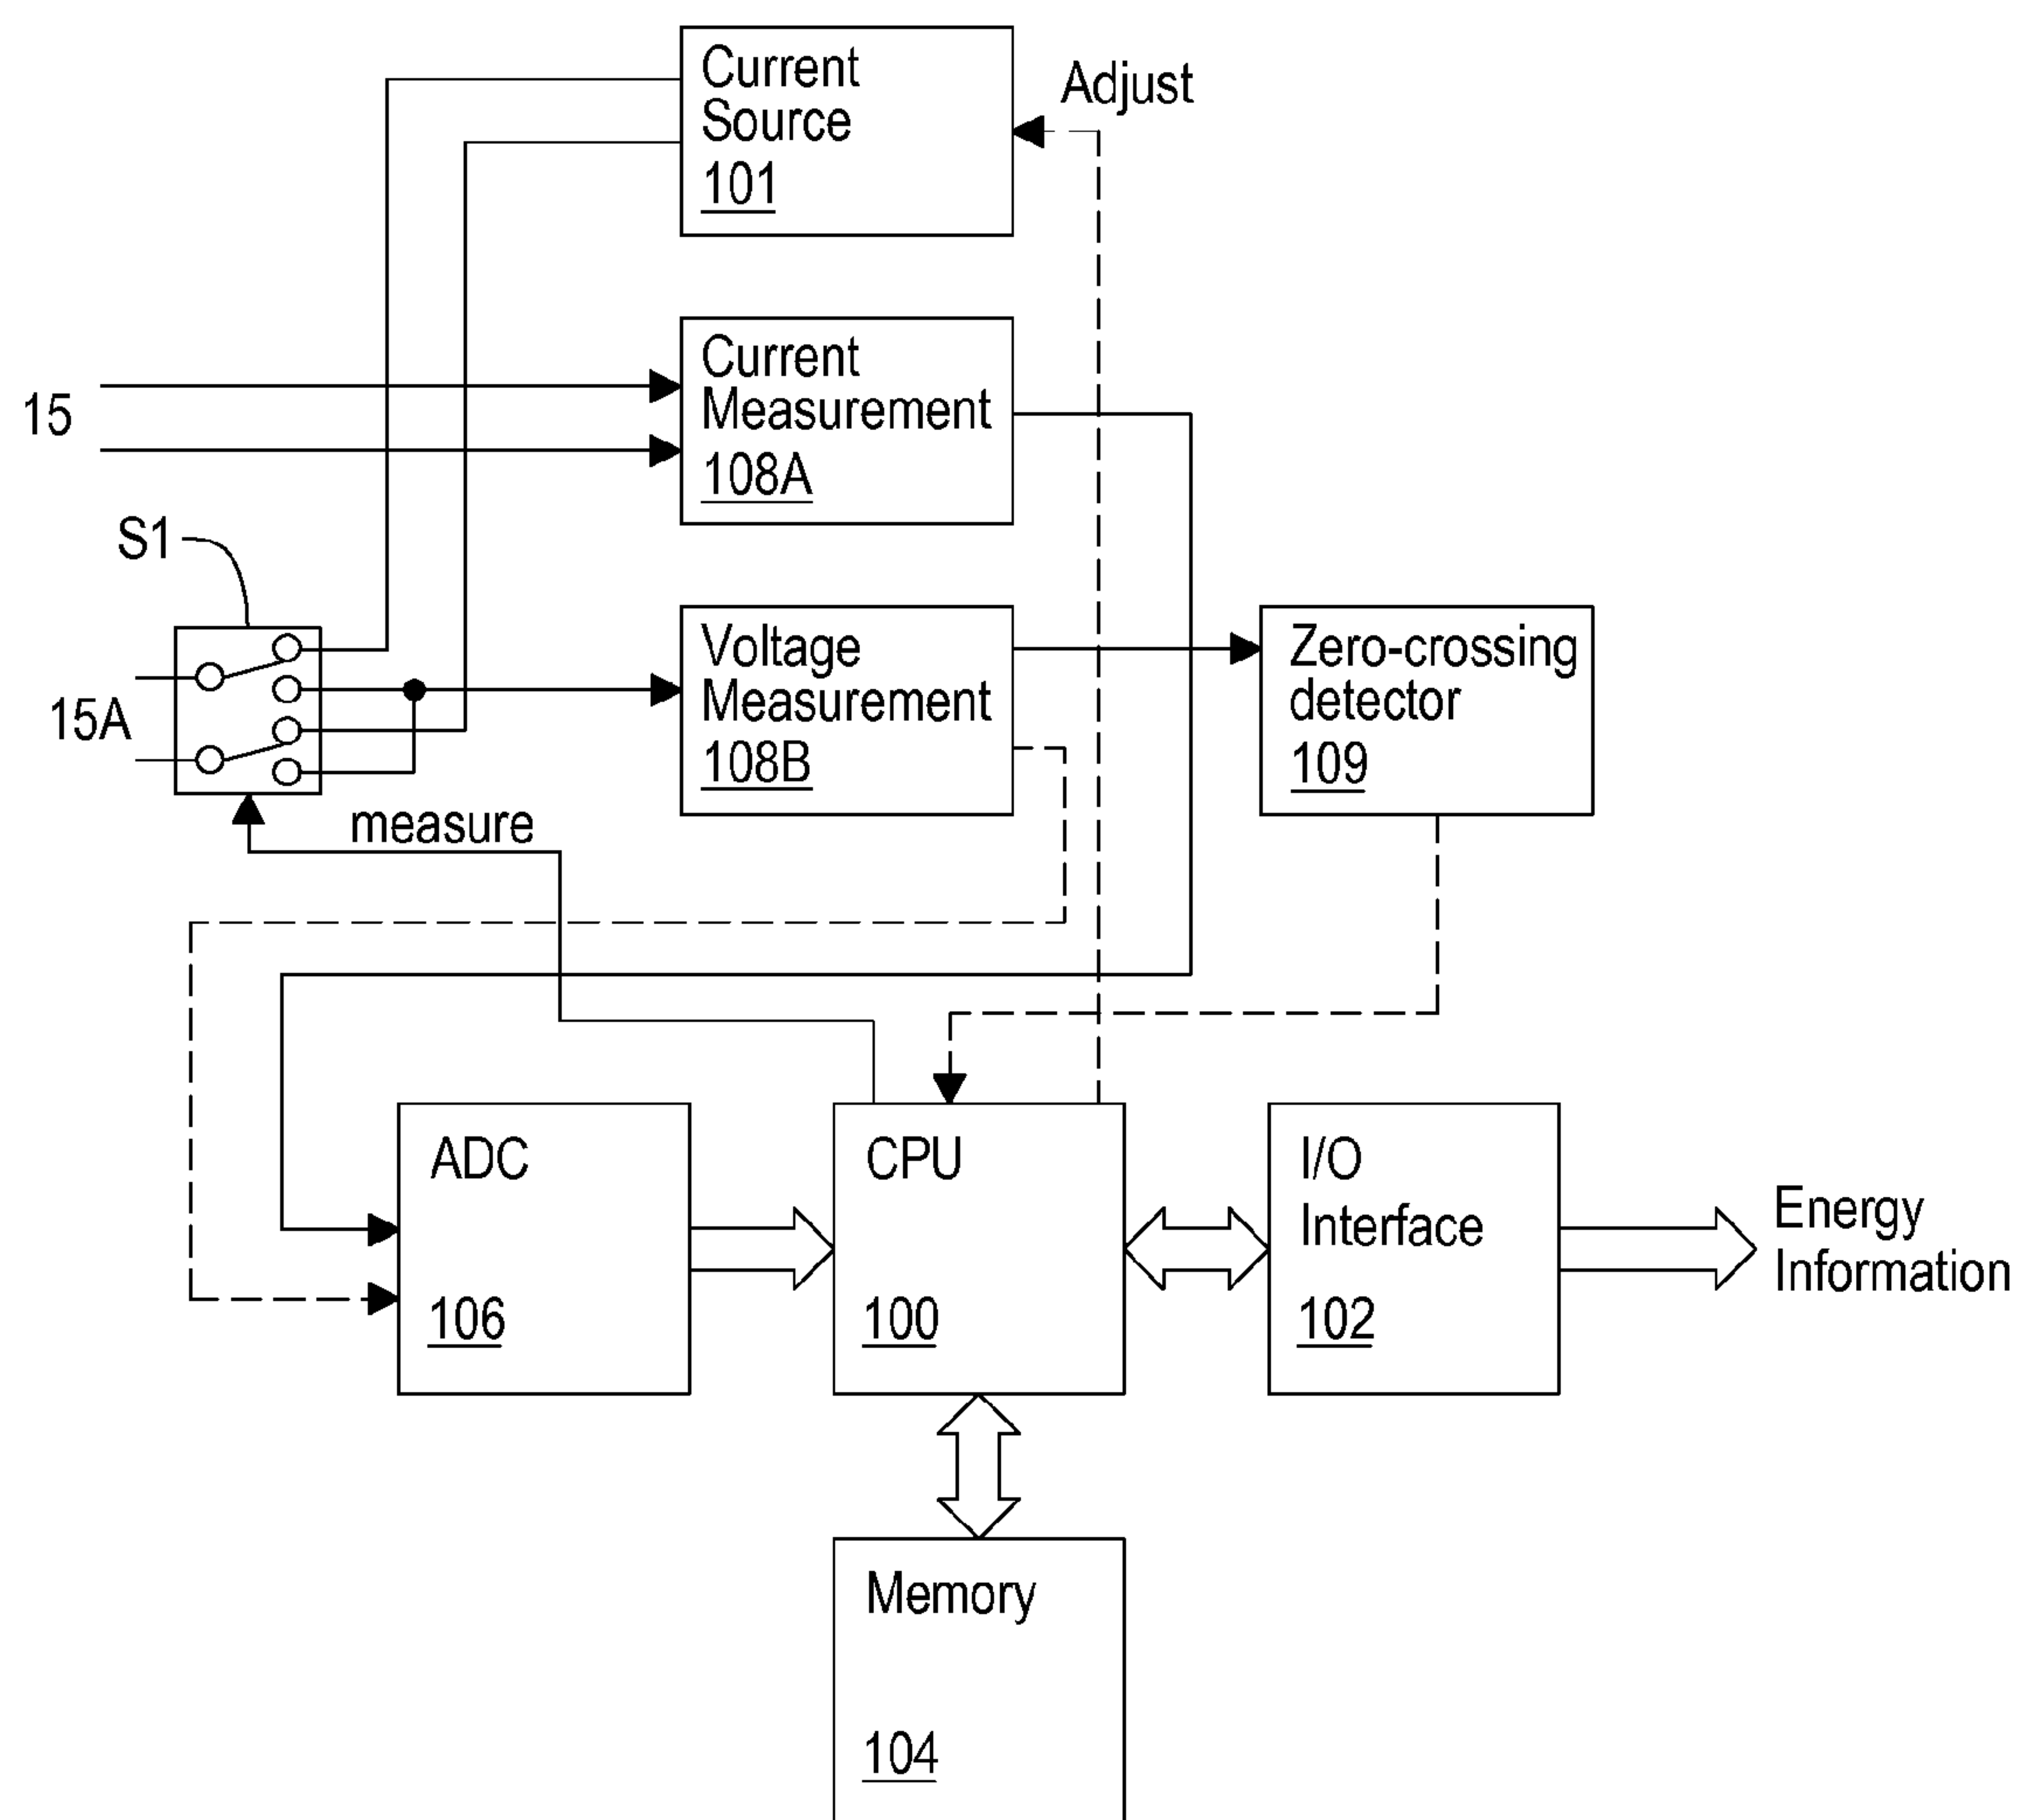 Current
Source
101
Adjust
Current
Measurement
108A
15
S1
Voltage
Measurement
108B
Zero-crossing
detector
109
15A
measure
ADC
106
CPU
100
I/O
Interface
102
Energy
Information
Memory
104